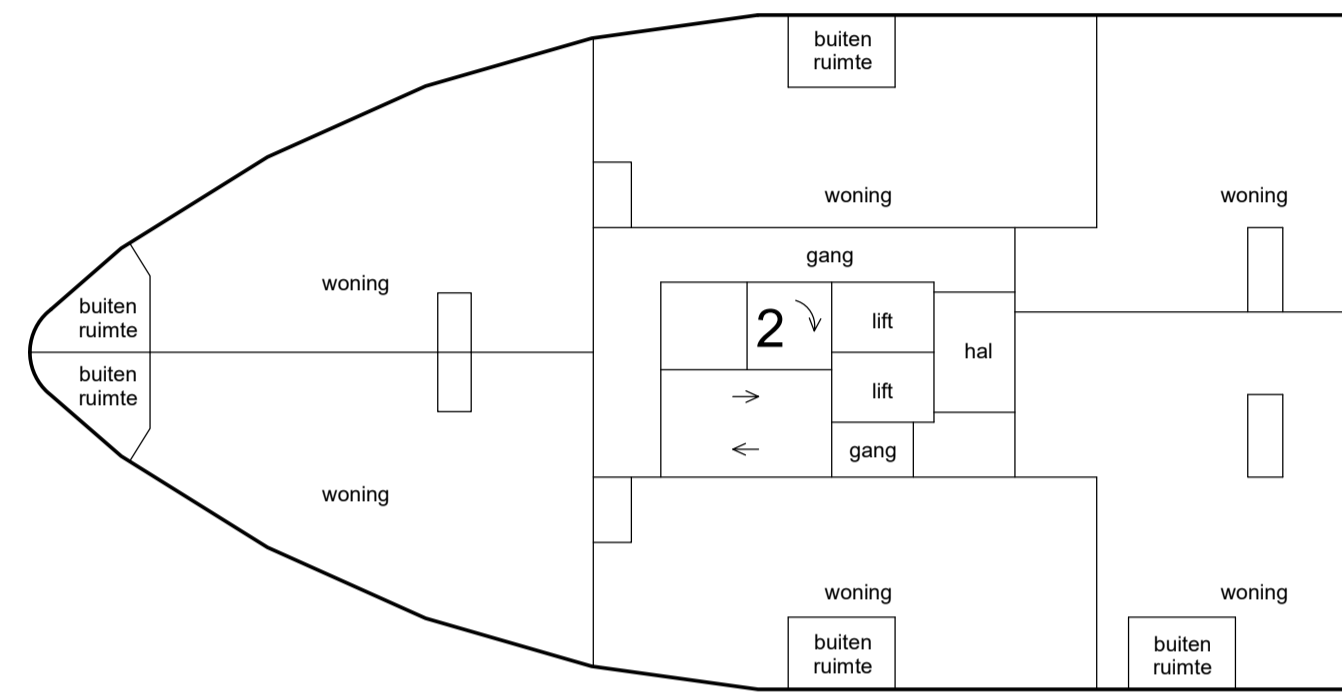 buiten
ruimte
woning
woning
gang
woning
buiten
ruimte
2
lift
hal
buiten
ruimte
lift
gang
woning
woning
woning
buiten
ruimte
buiten
ruimte